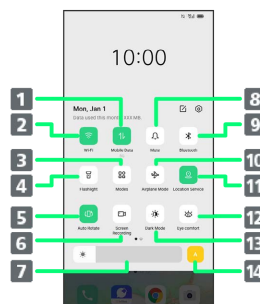 10:00
Mon, Jan 1
Data used this month: XXX MB.
1
2
3
4
5
6
7
8
9
10
11
12
13
14
Wi-Fi
Mobile Data
Mute
Bluetooth
Flashlight
Modes
Airplane Mode
Location Service
Auto Rotate
Screen
Recording
Dark Mode
Eye comfort
A